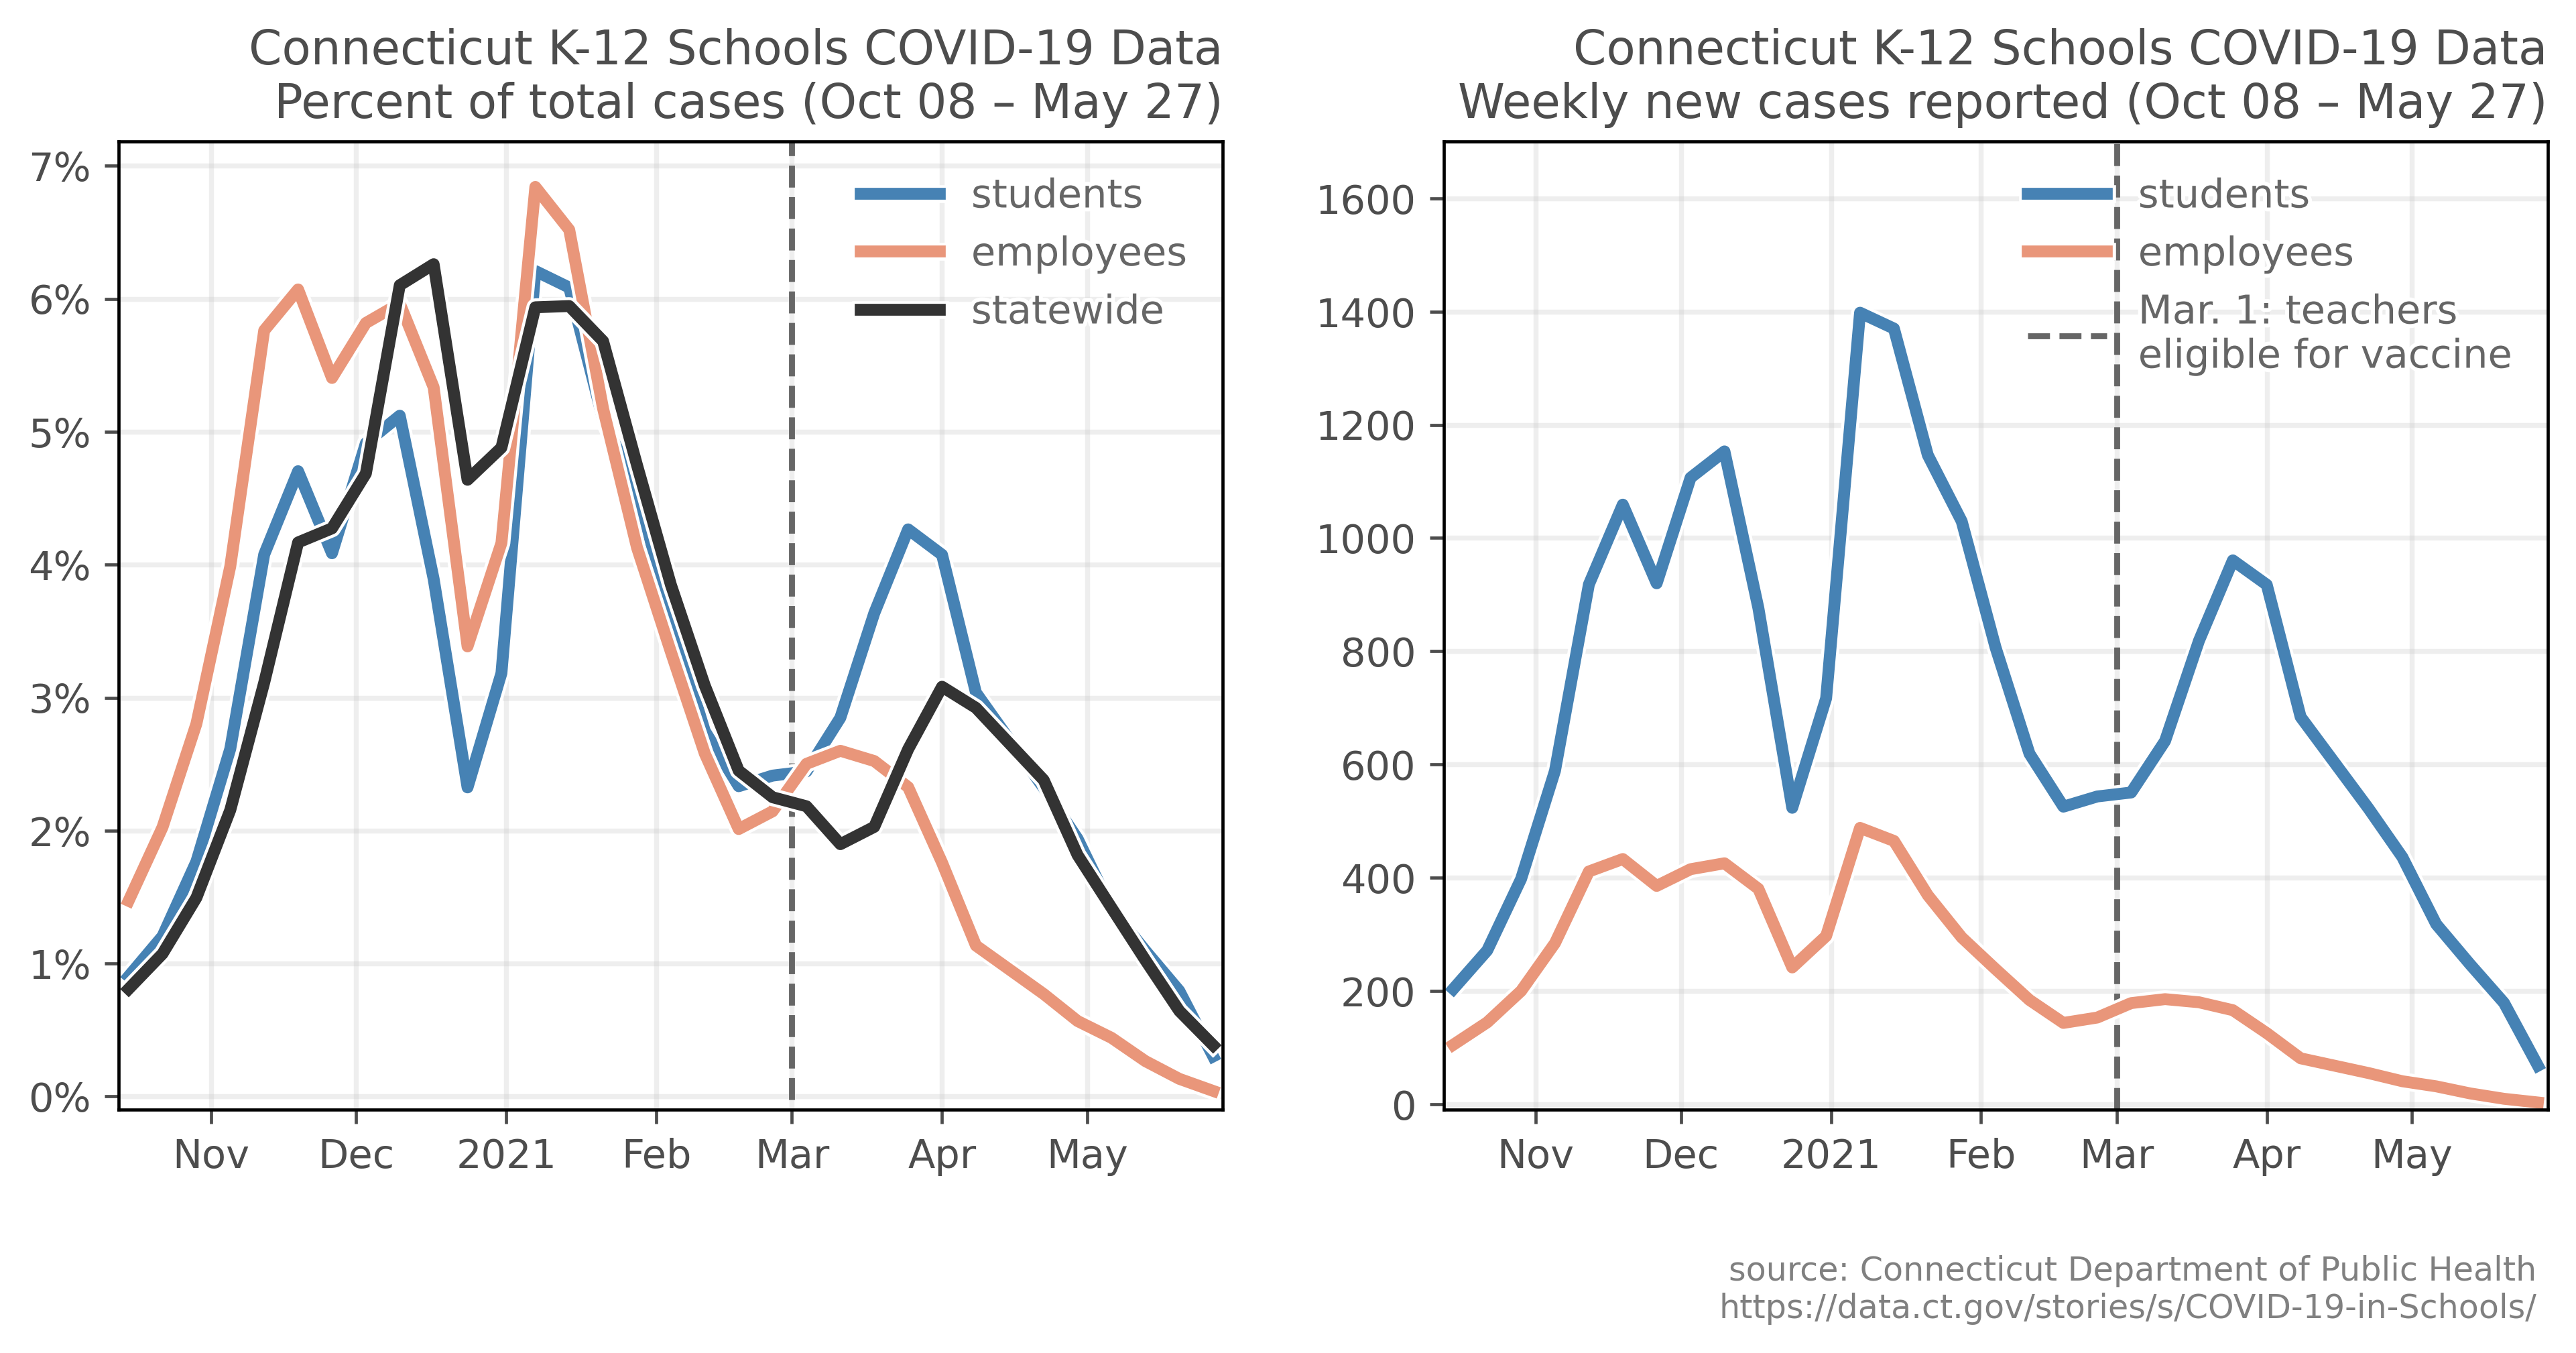 Connecticut K-12 Schools COVID-19 Data
Percent of total cases (Oct 08 – May 27)
7%
6%
5%
4%
3%
2%
1%
0%
students
employees
statewide
Nov Dec 2021 Feb Mar Apr May
Connecticut K-12 Schools COVID-19 Data
Weekly new cases reported (Oct 08 – May 27)
1600
1400
1200
1000
800
600
400
200
0
students
employees
Mar. 1: teachers
eligible for vaccine
Nov Dec 2021 Feb Mar Apr May
source: Connecticut Department of Public Health
https://data.ct.gov/stories/s/COVID-19-in-Schools/